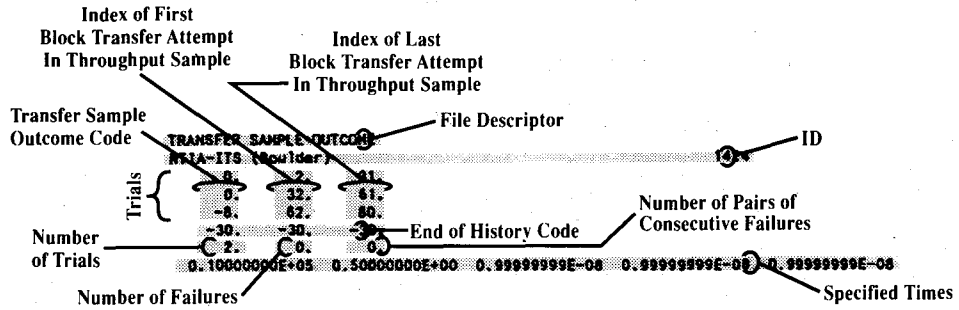 Index of First
Block Transfer Attempt
In Throughput Sample
Index of Last
Block Transfer Attempt
In Throughput Sample
Transfer Sample
Outcome Code
File Descriptor
ID
TRANSFER SAMPLE OUTCOME
NTIA-ITS (Boulder)
Trials
0. 2. 31.
0. 32. 61.
-8. 62. 80.
-30. -30.
End of History Code
Number of Pairs of
Consecutive Failures
Number
of Trials
2. 0. 0.
0.10000000E+05 0.50000000E+00 0.99999999E-08 0.99999999E-08 0.99999999E-08
Number of Failures
Specified Times